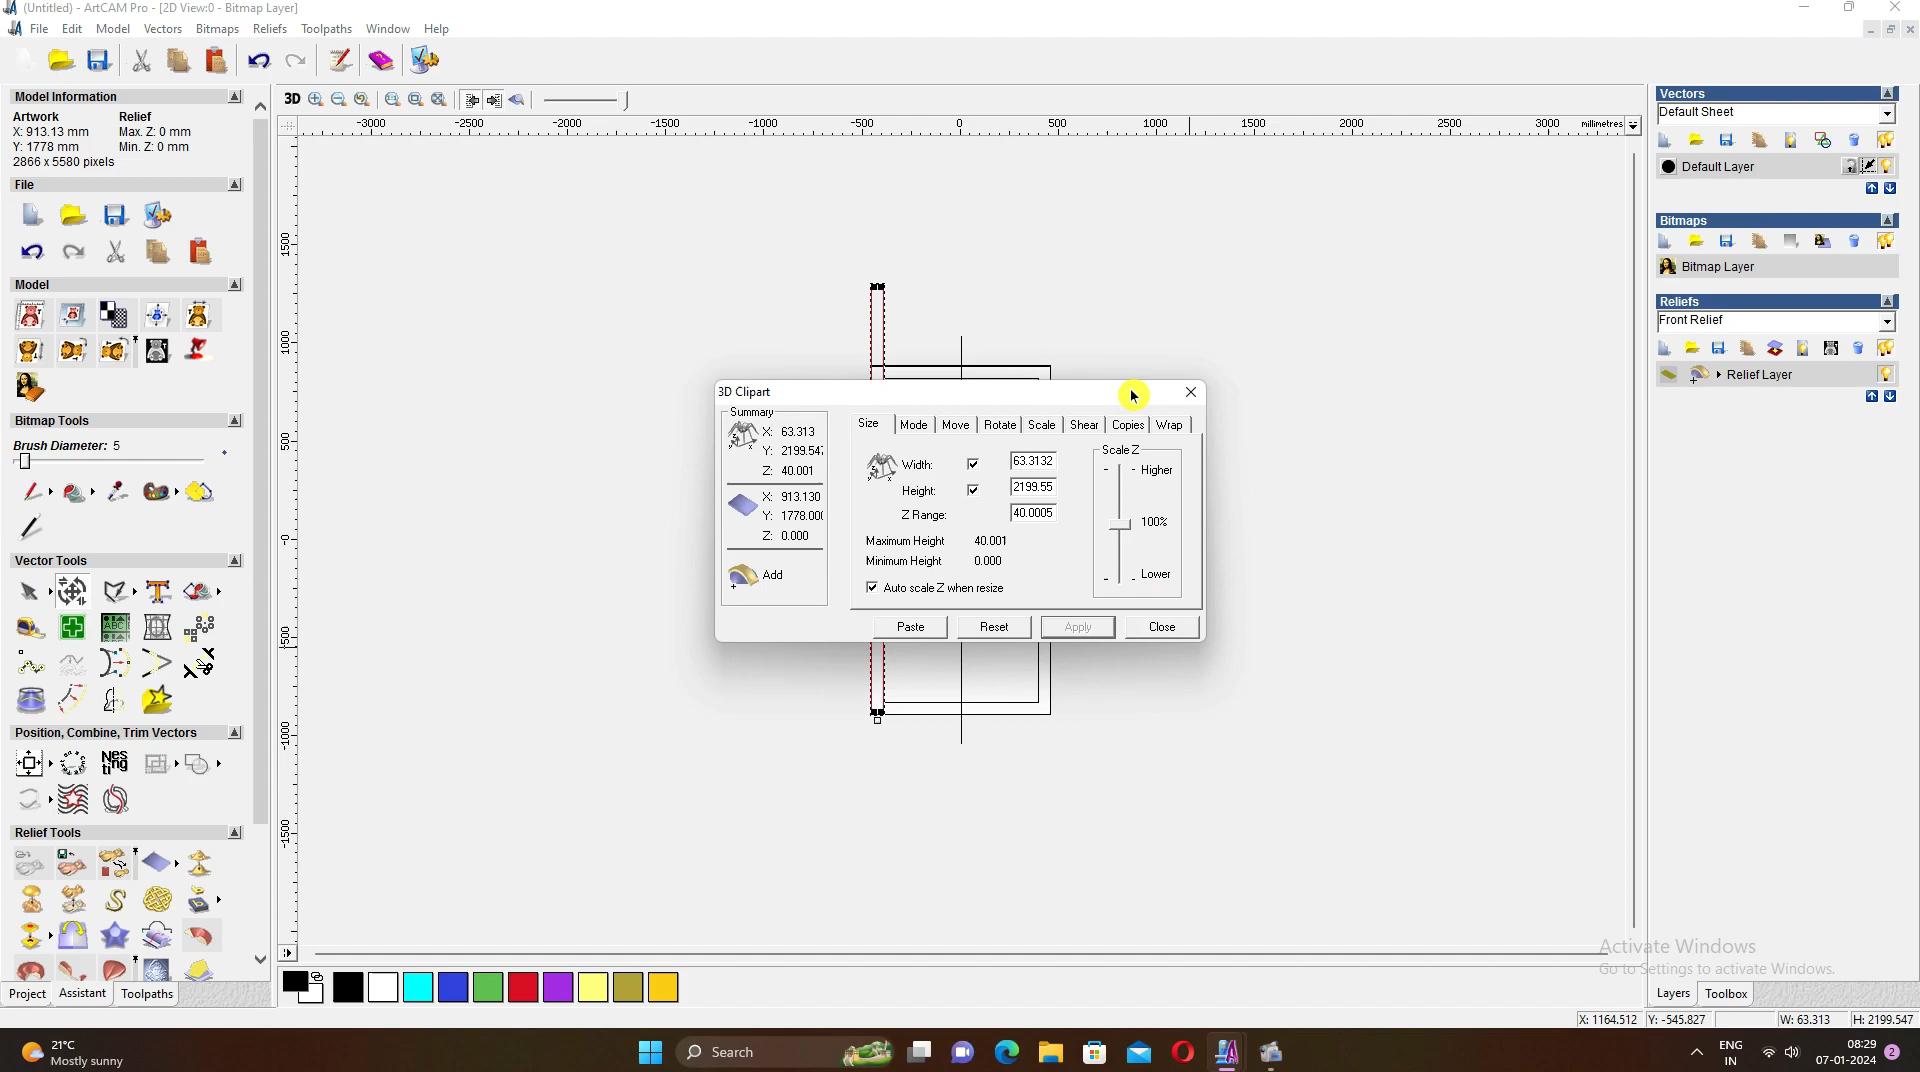 (Untitled) - ArtCAM Pro - [2D View:0 - Bitmap Layer]
File Edit Model Vectors Bitmaps Reliefs Toolpaths Window Help
Model Information
Artwork Relief
X: 913.13 mm Max. Z: 0 mm
Y: 1778 mm Min. Z: 0 mm
2866 x 5580 pixels
File
Model
Bitmap Tools
Brush Diameter: 5
Vector Tools
ABC
Position, Combine, Trim Vectors
Nes
ti
Relief Tools
Project Assistant Toolpaths
3D
-3000 -2500 -2000 -1500 -1000 -500 0 500 1000 1500 2000 2500 3000 millimetres
1500
1000
500
-0
-500
-1000
-1500
3D Clipart
Summary
X: 63.313
Y: 2199.547
Z: 40.001
X: 913.130
Y: 1778.000
Z: 0.000
Add
Size Mode Move Rotate Scale Shear Copies Wrap
Width: 63.3132
Height: 2199.55
Z Range: 40.0005
Maximum Height 40.001
Minimum Height 0.000
Auto scale Z when resize
Scale Z
Higher
100%
Lower
Paste Reset Apply Close
Vectors
Default Sheet
Default Layer
Bitmaps
Bitmap Layer
Reliefs
Front Relief
Relief Layer
Activate Windows
Go to Settings to activate Windows.
Layers Toolbox
X: 1164.512 Y: -545.827 W: 63.313 H: 2199.547
21°C
Mostly sunny
Search
ENG
IN
08:29
07-01-2024
2